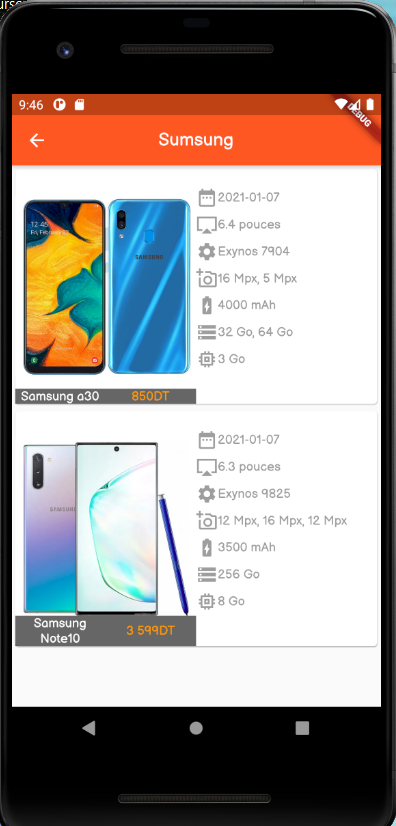 9:46
DEBUG
Sumsung
12:45
SAMSUNG
2021-01-07
6.4 pouces
Exynos 7904
16 Mpx, 5 Mpx
4000 mAh
32 Go, 64 Go
3 Go
Samsung a30 850DT
2021-01-07
6.3 pouces
Exynos 9825
12 Mpx, 16 Mpx, 12 Mpx
3500 mAh
256 Go
8 Go
Samsung
Note10
3 599DT